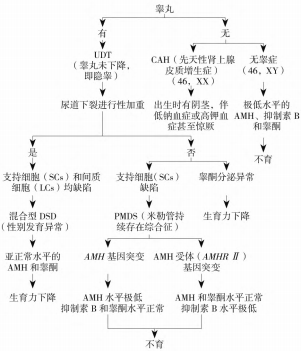 睾丸
有
无
UDT
(睾丸未下降,
即隐睾)
CAH(先天性肾上腺
皮质增生症)
(46,XX)
无睾症
(46,XY)
尿道下裂进行性加重
出生时有阴茎,伴
低钠血症或高钾血
症甚至惊厥
极低水平的
AMH、抑制素 B
和睾酮
不育
是
否
支持细胞(SCs)和间质
细胞(LCs)均缺陷
支持细胞(SCs)
缺陷
睾酮分泌异常
混合型 DSD
(性别发育异常)
PMDS(米勒管持
续存在综合征)
生育力下降
亚正常水平的
AMH 和睾酮
AMH 基因突变
AMH 受体(AMHR Ⅱ)
基因突变
生育力下降
AMH 水平极低
抑制素 B 和睾酮水平正常
AMH 和睾酮水平正常
抑制素 B 水平极低
不育